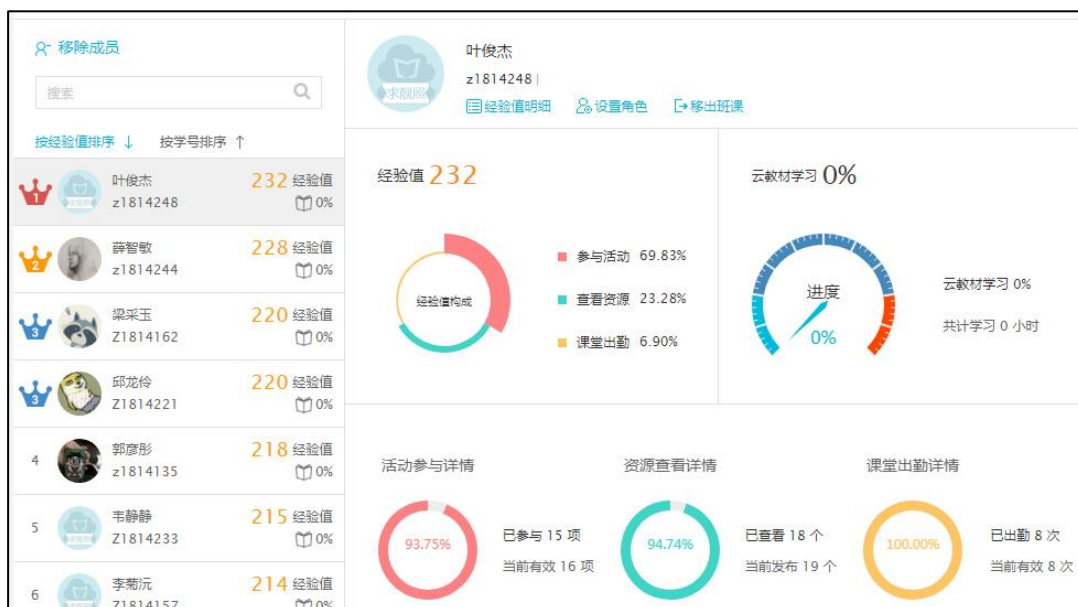 移除成员
搜索
按经验值排序 ↓ 按学号排序 ↑
1
叶俊杰
232 经验值
z1814248
0%
2
薛智敏
228 经验值
z1814244
0%
3
梁采玉
220 经验值
Z1814162
0%
3
邱龙伶
220 经验值
Z1814221
0%
4
郭彦彤
218 经验值
z1814135
0%
5
韦静静
215 经验值
Z1814233
0%
6
李菊沅
214 经验值
Z1814157
0%
求靓照
叶俊杰
z1814248 |
经验值明细 设置角色 移出班课
经验值 232
经验值构成
参与活动 69.83%
查看资源 23.28%
课堂出勤 6.90%
云教材学习 0%
进度
0%
云教材学习 0%
共计学习 0 小时
活动参与详情
93.75%
已参与 15 项
当前有效 16 项
资源查看详情
94.74%
已查看 18 个
当前发布 19 个
课堂出勤详情
100.00%
已出勤 8 次
当前有效 8 次